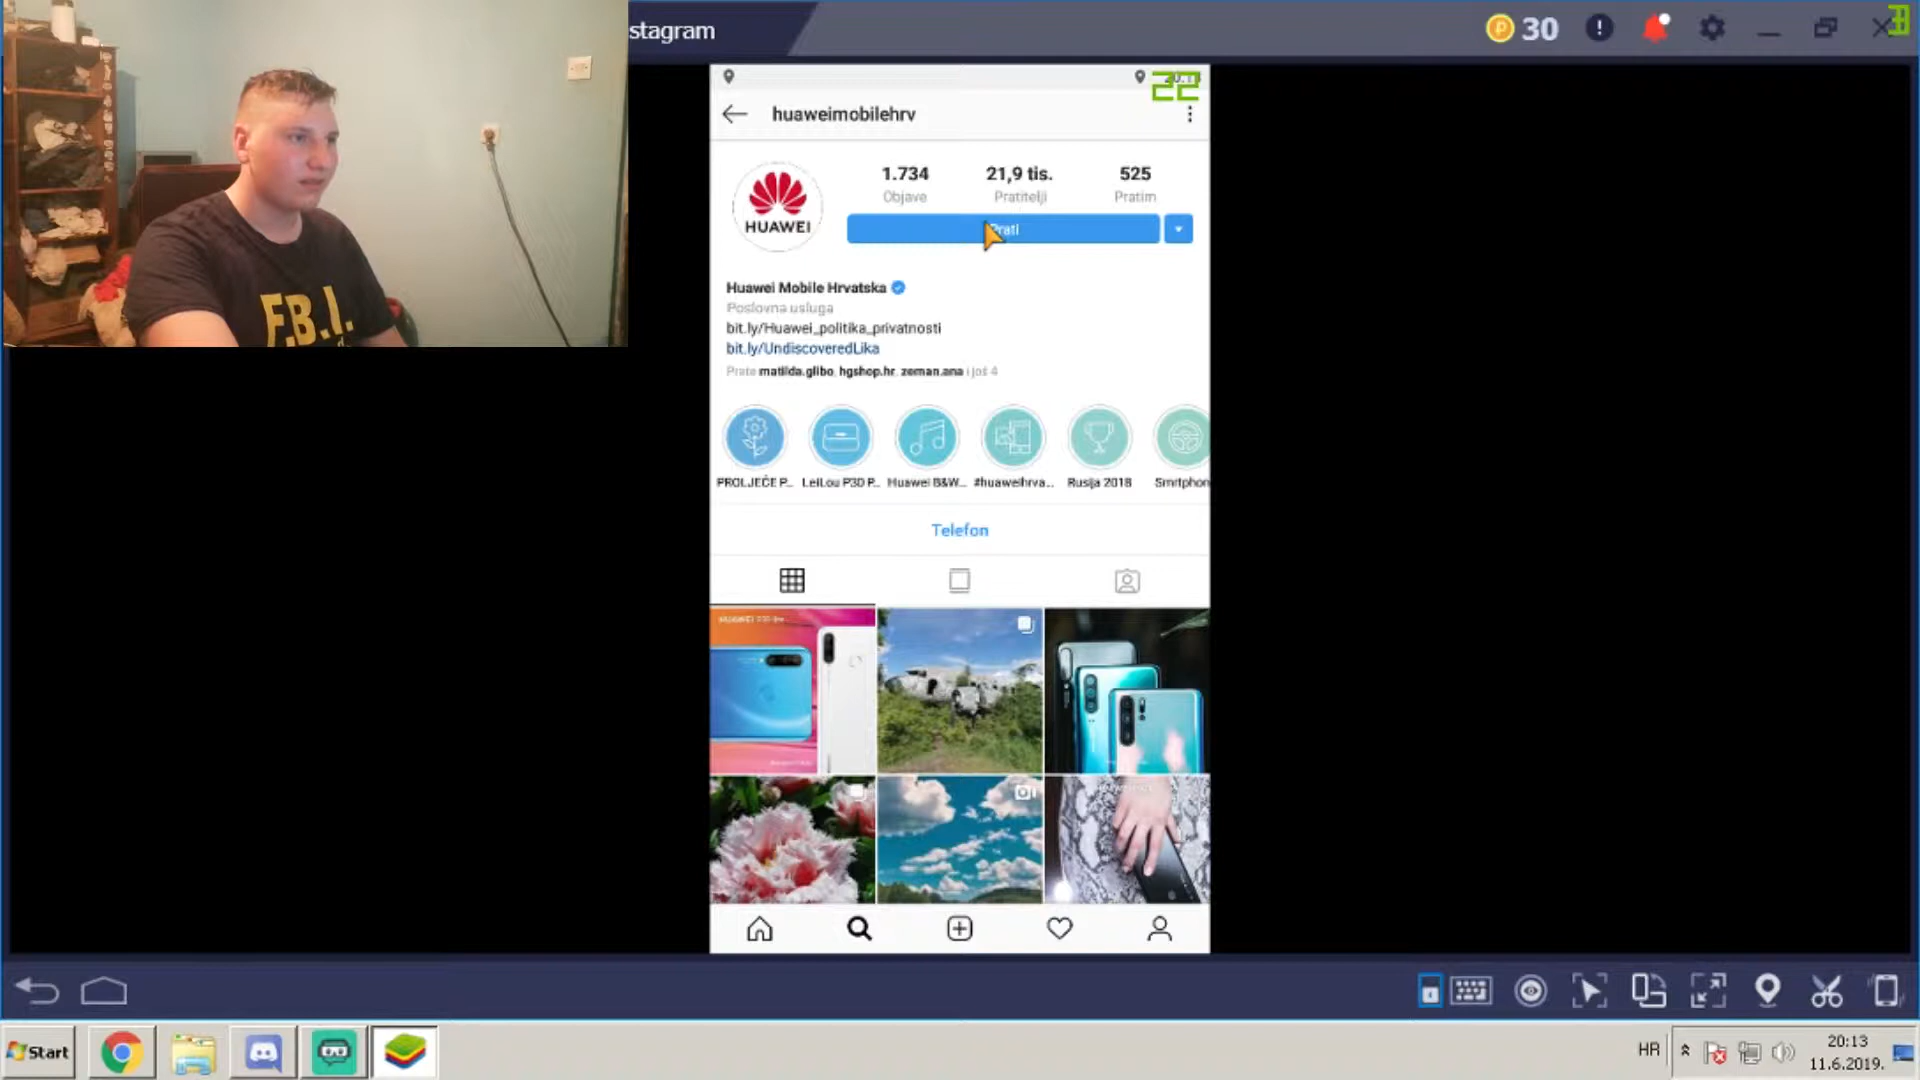 stagram
30
22
huaweimobilehrv
1.734
21,9 tis.
525
Objave
Pratitelji
Pratim
HUAWEI
Prati
Huawei Mobile Hrvatska
Poslovna usluga
bit.ly/Huawei_politika_privatnosti
bit.ly/UndiscoveredLika
Prate matilda.glibo, hgshop.hr, zeman.ana i još 4
PROLJEĆE P...
LeiLou P30 P...
Huawei B&W...
#huaweihrva...
Rusija 2018
Smrtphon
Telefon
F.B.I.
Start
HR
20:13
11.6.2019.